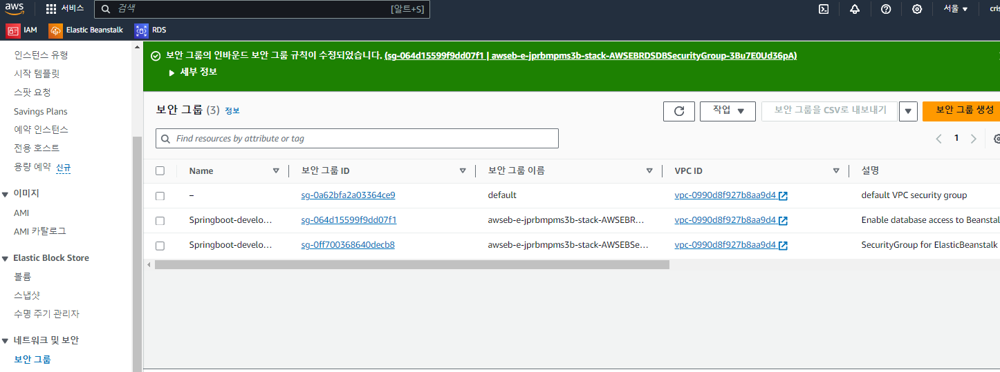 aws
서비스
검색
[알트+S]
서울
cris
IAM
Elastic Beanstalk
RDS
인스턴스 유형
시작 템플릿
스팟 요청
Savings Plans
예약 인스턴스
전용 호스트
용량 예약 신규
이미지
AMI
AMI 카탈로그
Elastic Block Store
볼륨
스냅샷
수명 주기 관리자
네트워크 및 보안
보안 그룹
보안 그룹의 인바운드 보안 그룹 규칙이 수정되었습니다. (sg-064d15599f9dd07f1 | awseb-e-jprbmpms3b-stack-AWSEBRDSDBSecurityGroup-3Bu7E0Ud36pA)
세부 정보
보안 그룹 (3) 정보
작업
보안 그룹을 CSV로 내보내기
보안 그룹 생성
Find resources by attribute or tag
1
Name 보안 그룹 ID 보안 그룹 이름 VPC ID 설명
– sg-0a62bfa2a03364ce9 default vpc-0990d8f927b8aa9d4 default VPC security group
Springboot-develo... sg-064d15599f9dd07f1 awseb-e-jprbmpms3b-stack-AWSEBR... vpc-0990d8f927b8aa9d4 Enable database access to Beanstal
Springboot-develo... sg-0ff700368640decb8 awseb-e-jprbmpms3b-stack-AWSEBSe... vpc-0990d8f927b8aa9d4 SecurityGroup for ElasticBeanstalk